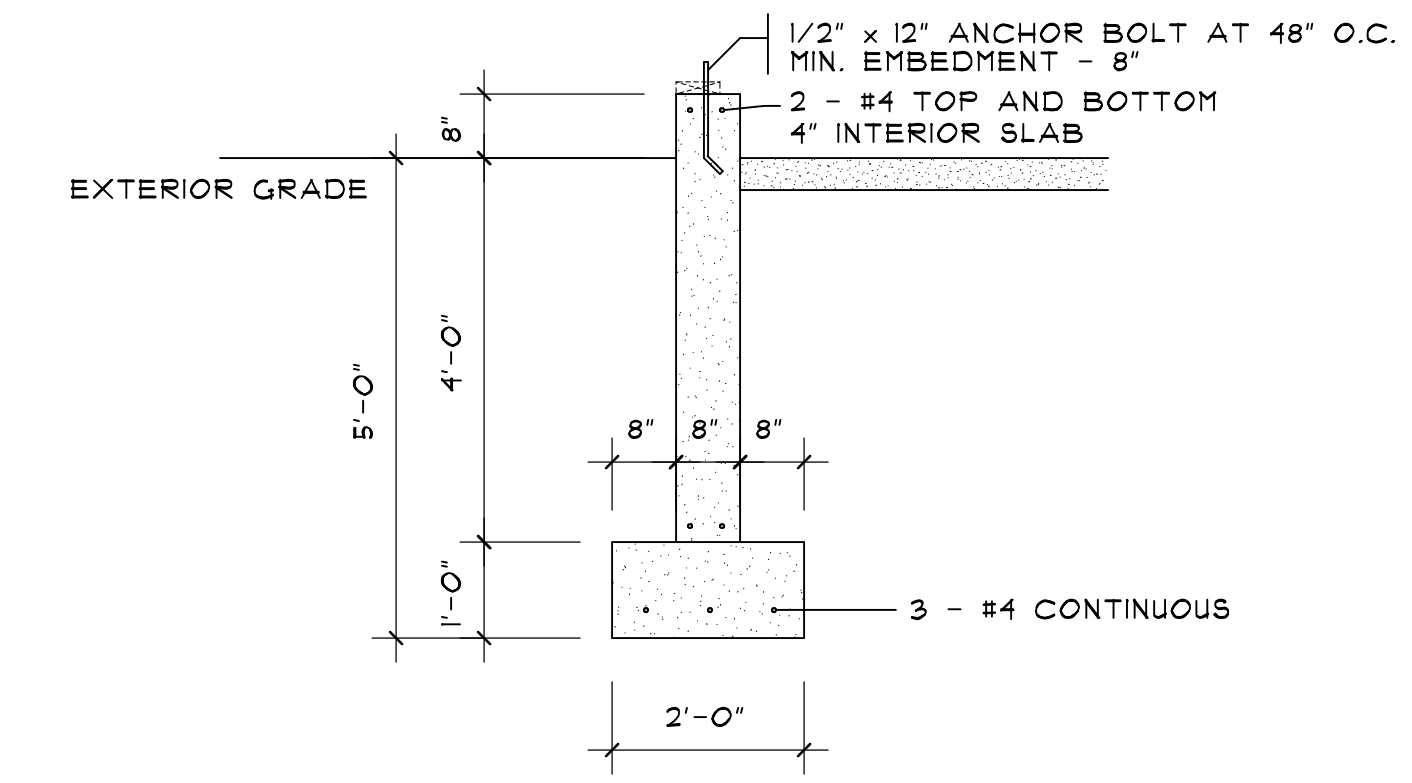 1/2" x 12" ANCHOR BOLT AT 48" O.C.
MIN. EMBEDMENT - 8"
2 - #4 TOP AND BOTTOM
4" INTERIOR SLAB
8"
EXTERIOR GRADE
4'-0"
5'-0"
8" 8" 8"
1'-0"
3 - #4 CONTINUOUS
2'-0"